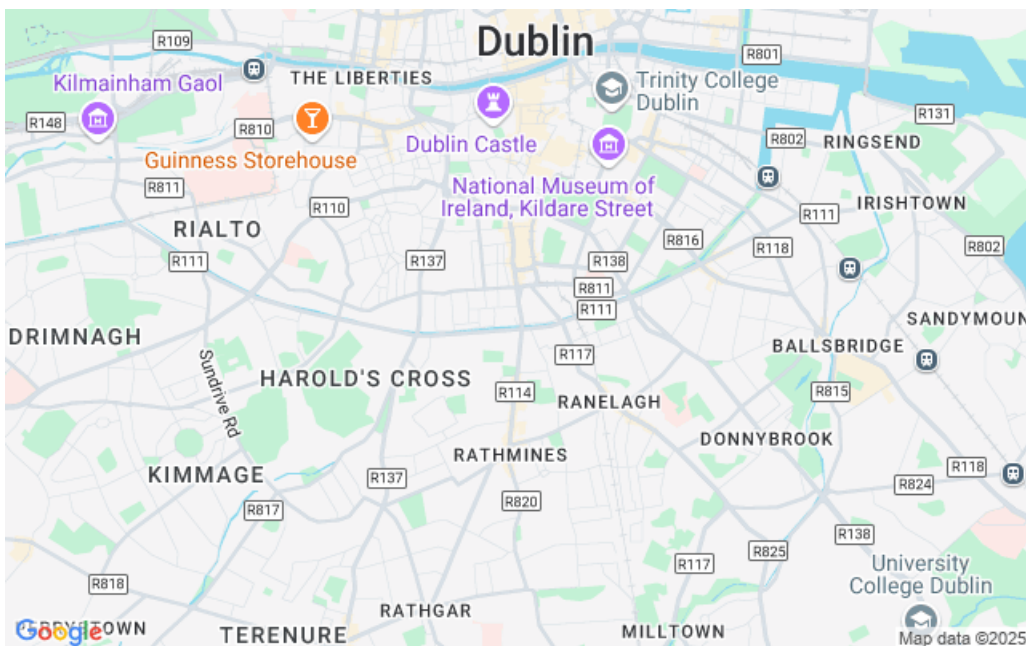 R109
Dublin
R801
THE LIBERTIES
Kilmainham Gaol
Trinity College
Dublin
R148
R810
Dublin Castle
R131
R802
RINGSEND
Guinness Storehouse
National Museum of
Ireland, Kildare Street
R811
R110
IRISHTOWN
R111
RIALTO
R816
R118
R802
R111
R137
R138
R811
R111
SANDYMOUN
DRIMNAGH
BALLSBRIDGE
R117
Sundrive Rd
HAROLD'S CROSS
R114
R815
RANELAGH
DONNYBROOK
RATHMINES
KIMMAGE
R137
R118
R824
R817
R820
R138
R825
R117
University
College Dublin
R818
RATHGAR
Google
TERENURE
MILLTOWN
Map data ©2025